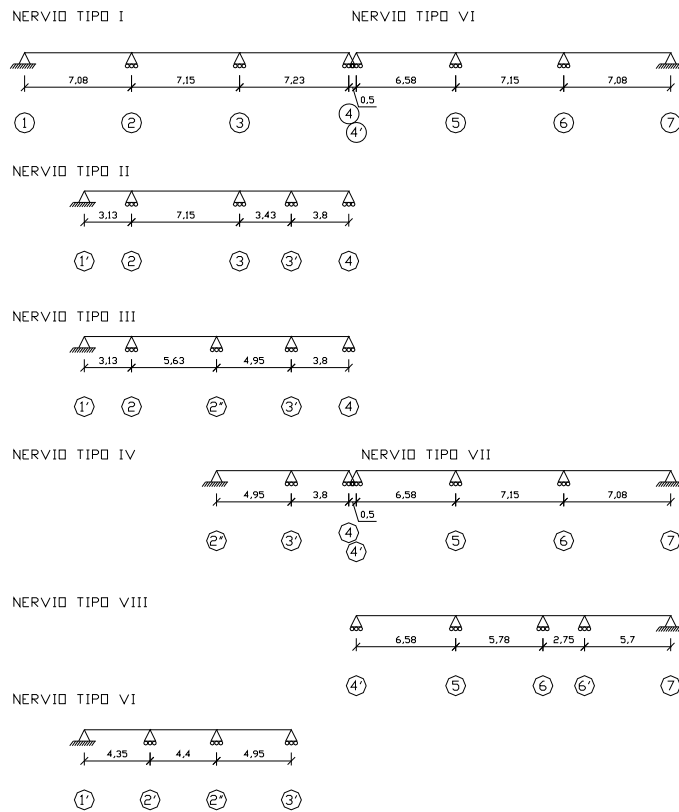 NERVIO TIPO I NERVIO TIPO VI
7,08 7,15 7,23 6,58 7,15 7,08
0,5
1 2 3 4 5 6 7
4'
NERVIO TIPO II
3,13 7,15 3,43 3,8
1' 2 3 3' 4
NERVIO TIPO III
3,13 5,63 4,95 3,8
1' 2 2" 3' 4
NERVIO TIPO IV NERVIO TIPO VII
4,95 3,8 6,58 7,15 7,08
0,5
2" 3' 4 5 6 7
4'
NERVIO TIPO VIII
6,58 5,78 2,75 5,7
4' 5 6 6' 7
NERVIO TIPO VI
4,35 4,4 4,95
1' 2' 2" 3'